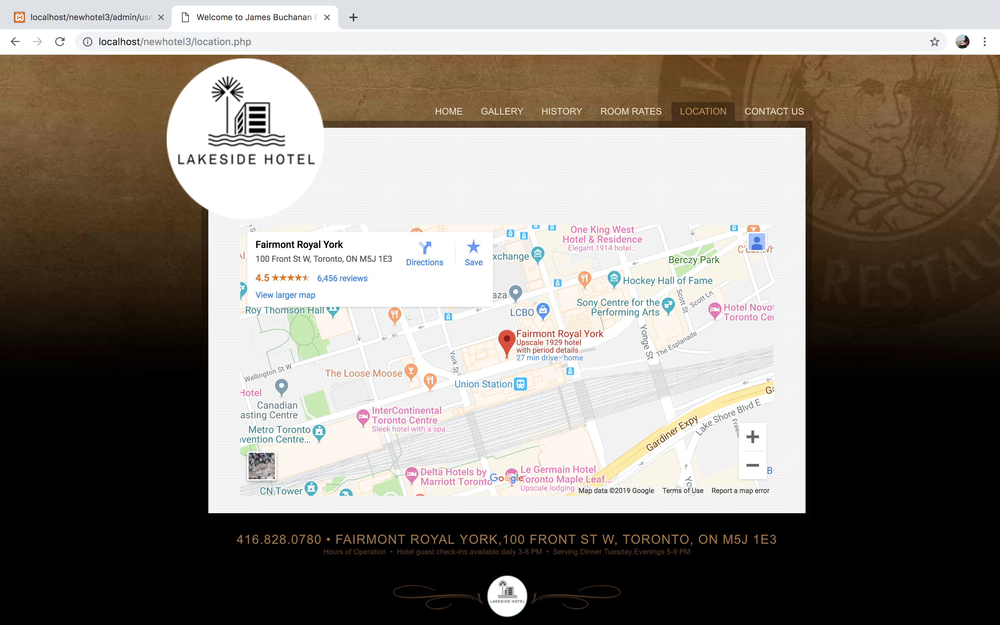 localhost/newhotel3/admin/use
Welcome to James Buchanan P
localhost/newhotel3/location.php
HOME GALLERY HISTORY ROOM RATES LOCATION CONTACT US
LAKESIDE HOTEL
Fairmont Royal York
100 Front St W, Toronto, ON M5J 1E3
4.5 6,456 reviews
View larger map
Directions
Save
One King West
Hotel & Residence
Elegant 1914 hotel...
xchange
Berczy Park
Hockey Hall of Fame
aza
LCBO
Sony Centre for the
Performing Arts
Scott St
Scott Ln
Hotel Novot
Toronto Ce
Roy Thomson Hall
Fairmont Royal York
Upscale 1929 hotel
with period details
27 min drive - home
Yonge St
The Esplanade
York St
Wellington St W
The Loose Moose
Union Station
Hotel
Canadian
asting Centre
InterContinental
Toronto Centre
Sleek hotel with a spa...
Metro Toronto
nvention Centre...
Gardiner Expy
Lake Shore Blvd E
Delta Hotels by
Marriott Toronto
Google
Le Germain Hotel
Toronto Maple Leaf...
Upscale lodging with
CN Tower
Map data ©2019 Google Terms of Use Report a map error
416.828.0780 • FAIRMONT ROYAL YORK,100 FRONT ST W, TORONTO, ON M5J 1E3
Hours of Operation • Hotel guest check-ins available daily 3-8 PM • Serving Dinner Tuesday Evenings 5-9 PM
LAKESIDE HOTEL